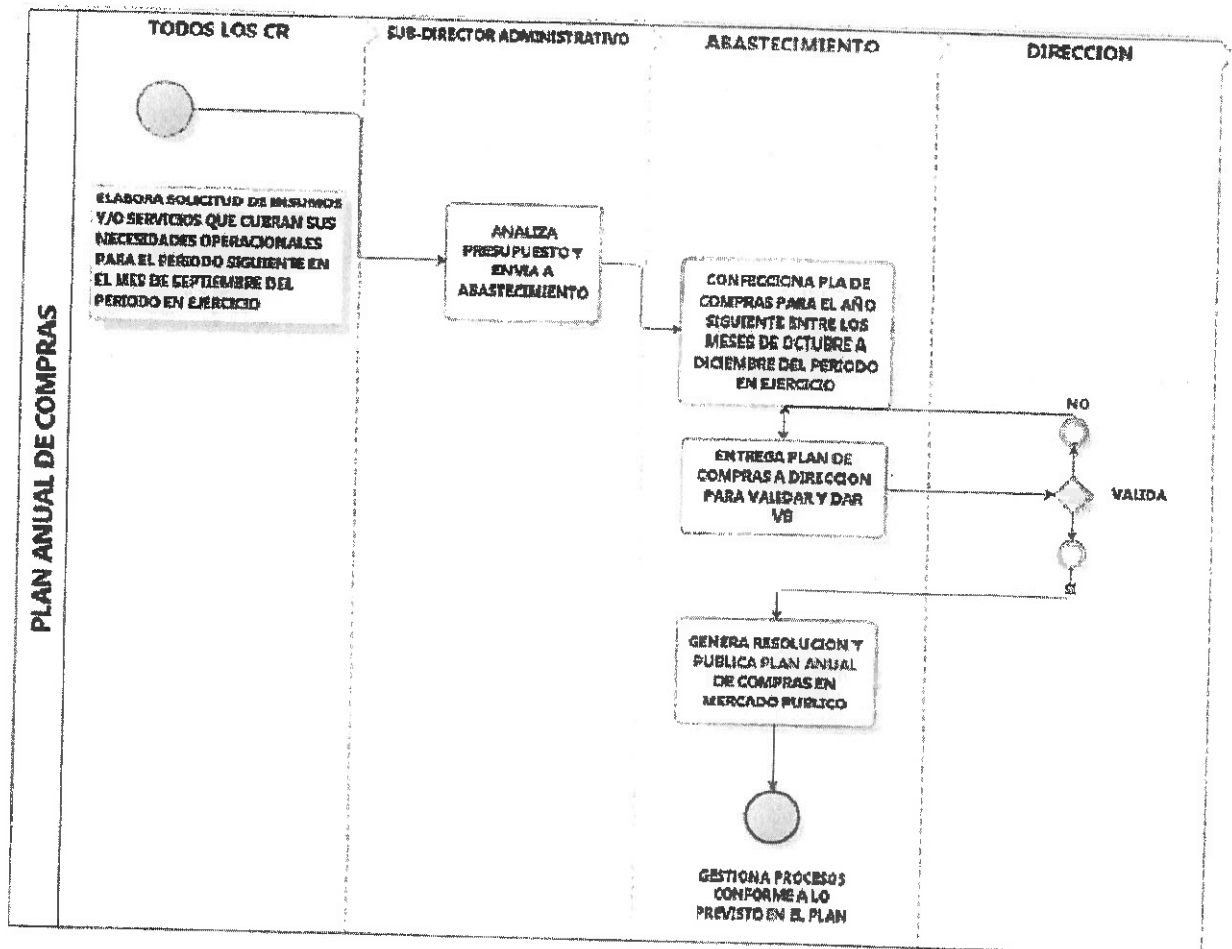 PLAN ANUAL DE COMPRAS
TODOS LOS CR
SUB-DIRECTOR ADMINISTRATIVO
ABASTECIMIENTO
DIRECCION
ELABORA SOLICITUD DE INSUMOS
Y/O SERVICIOS QUE CUBRAN SUS
NECESIDADES OPERACIONALES
PARA EL PERIODO SIGUIENTE EN
EL MES DE SEPTIEMBRE DEL
PERIODO EN EJERCICIO
ANALIZA
PRESUPUESTO Y
ENVIA A
ABASTECIMIENTO
CONFECCIONA PLA DE
COMPRAS PARA EL AÑO
SIGUIENTE ENTRE LOS
MESES DE OCTUBRE A
DICIEMBRE DEL PERIODO
EN EJERCICIO
NO
ENTREGA PLAN DE
COMPRAS A DIRECCION
PARA VALIDAR Y DAR
VB
VALIDA
SI
GENERA RESOLUCION Y
PUBLICA PLAN ANUAL
DE COMPRAS EN
MERCADO PUBLICO
GESTIONA PROCESOS
CONFORME A LO
PREVISTO EN EL PLAN